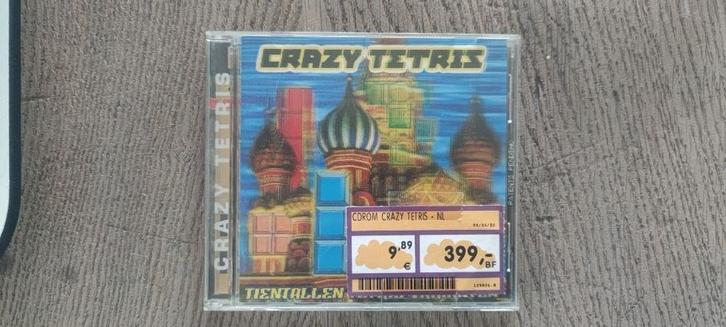 CRAZY TETRIS
CRAZY TETRIS
CDROM CRAZY TETRIS - NL
9,89
€
399,-
BF
TIENTALLEN